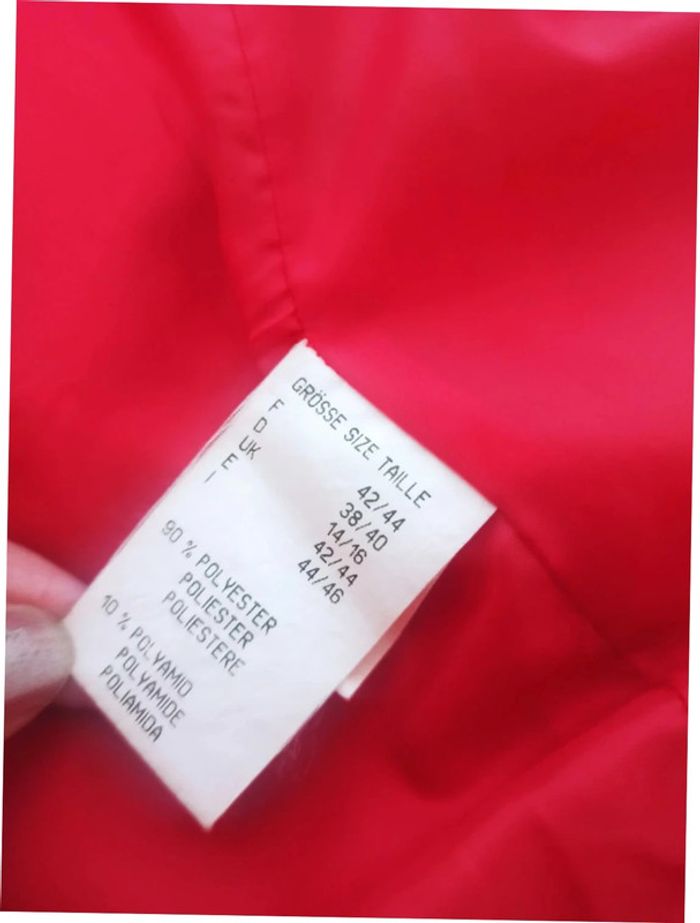 GRÖSSE SIZE TAILLE
F 42/44
D 38/40
UK 14/16
E 42/44
I 44/46
90 % POLYESTER
POLIESTER
POLIESTERE
10 % POLYAMID
POLYAMIDE
POLIAMIDA